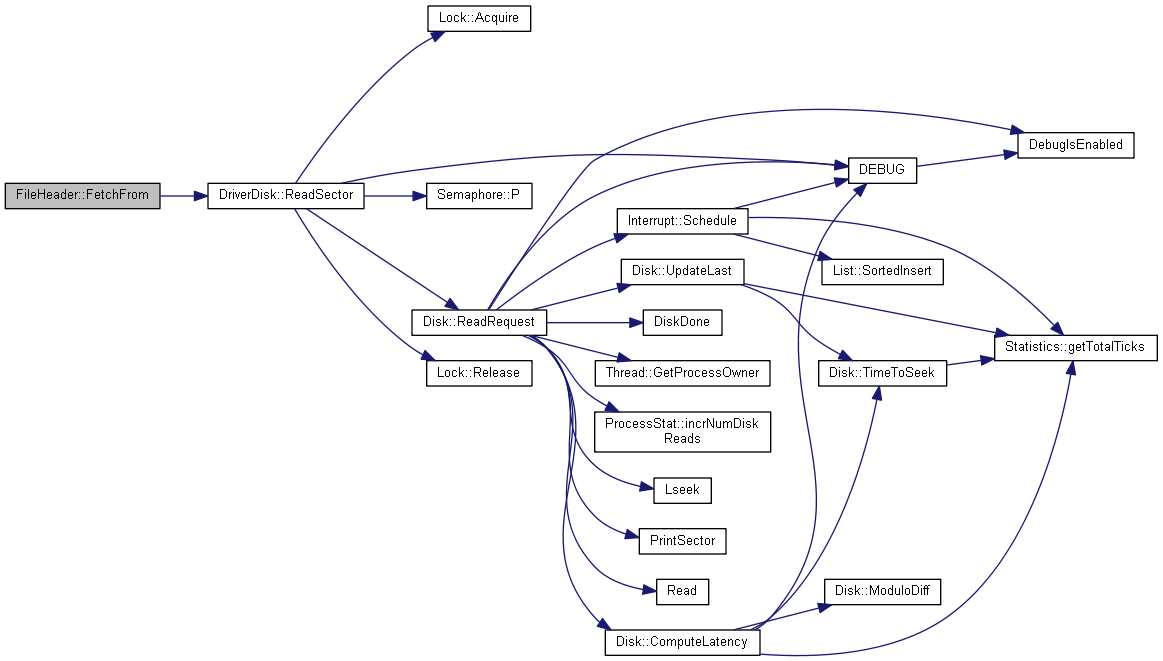 Lock::Acquire
DebugIsEnabled
DEBUG
FileHeader::FetchFrom
DriverDisk::ReadSector
Semaphore::P
Interrupt::Schedule
Disk::UpdateLast
List::SortedInsert
Disk::ReadRequest
DiskDone
Statistics::getTotalTicks
Lock::Release
Thread::GetProcessOwner
Disk::TimeToSeek
ProcessStat::incrNumDisk
Reads
Lseek
PrintSector
Read
Disk::ModuloDiff
Disk::ComputeLatency